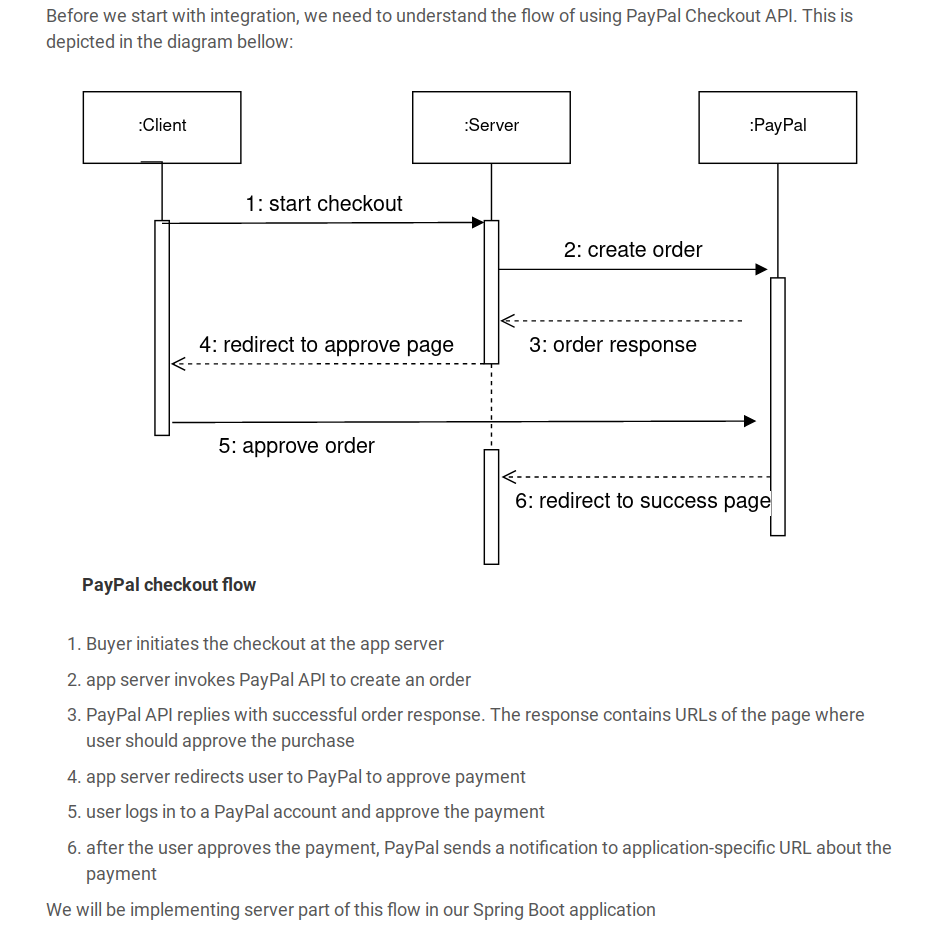 Before we start with integration, we need to understand the flow of using PayPal Checkout API. This is
depicted in the diagram bellow:
:Client
:Server
:PayPal
1: start checkout
2: create order
3: order response
4: redirect to approve page
5: approve order
6: redirect to success page
PayPal checkout flow
1. Buyer initiates the checkout at the app server
2. app server invokes PayPal API to create an order
3. PayPal API replies with successful order response. The response contains URLs of the page where
user should approve the purchase
4. app server redirects user to PayPal to approve payment
5. user logs in to a PayPal account and approve the payment
6. after the user approves the payment, PayPal sends a notification to application-specific URL about the
payment
We will be implementing server part of this flow in our Spring Boot application